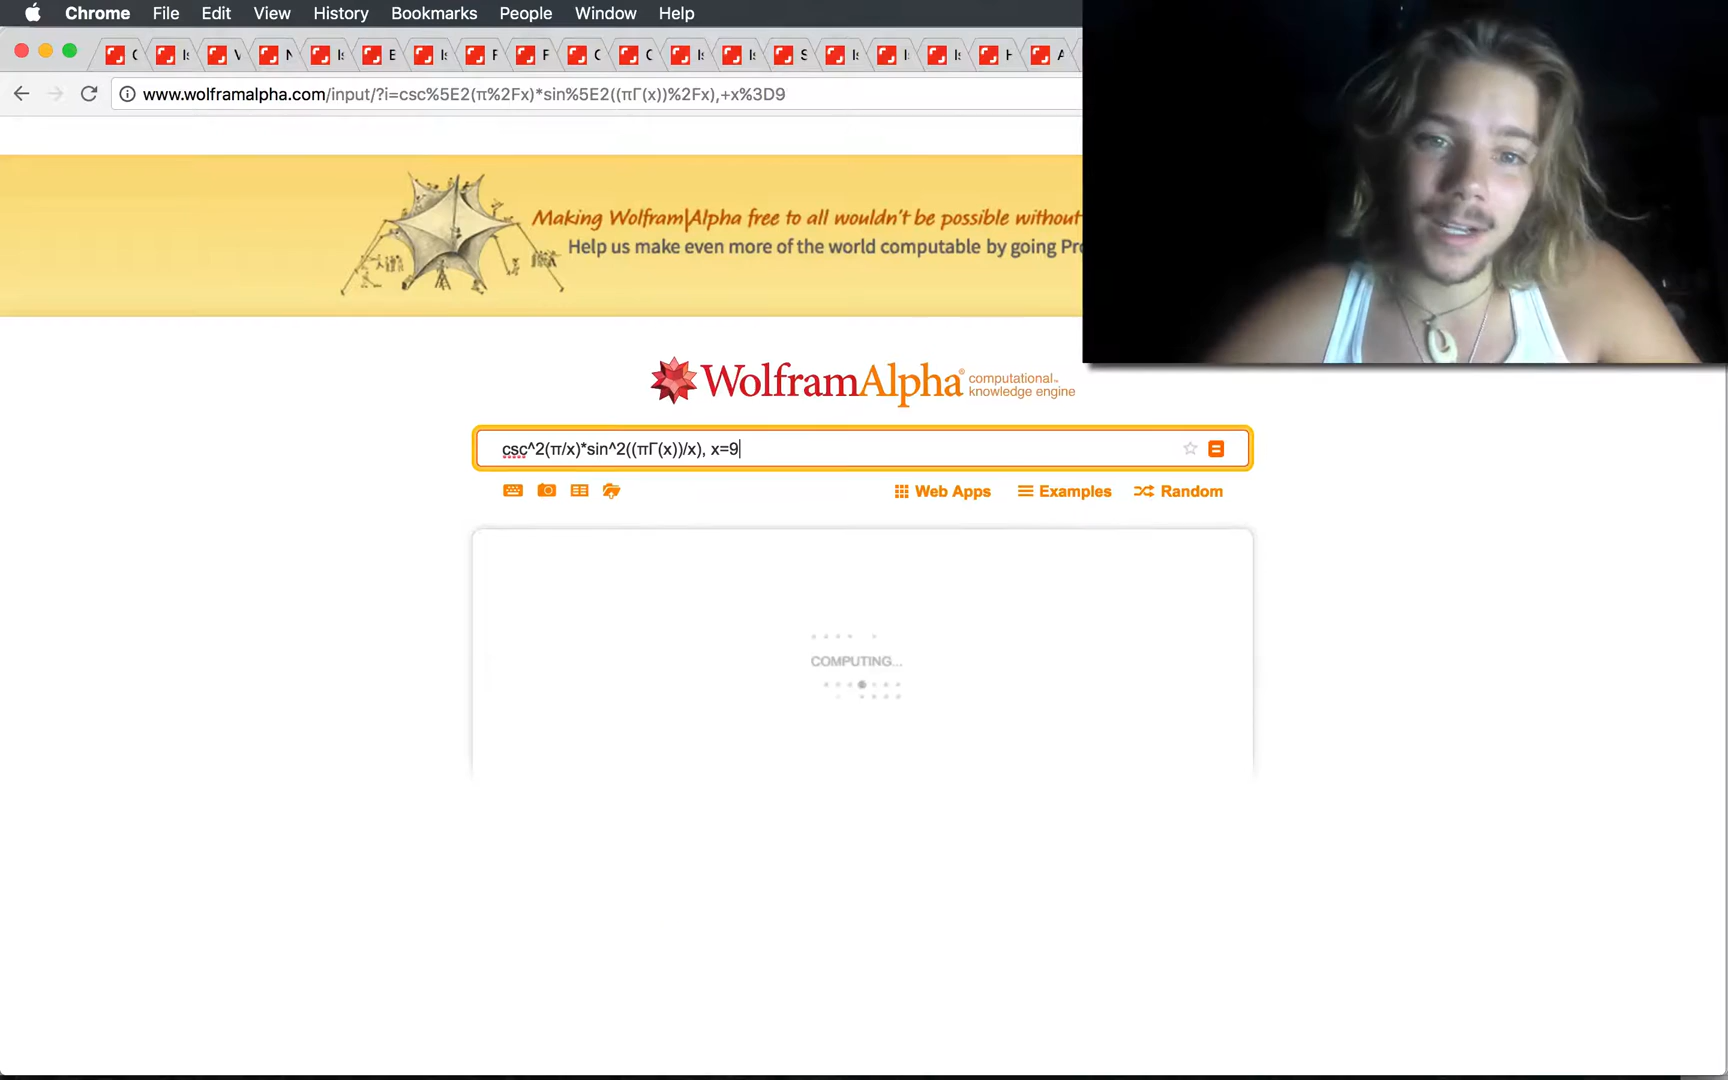 Chrome File Edit View History Bookmarks People Window Help
www.wolframalpha.com/input/?i=csc%5E2(π%2Fx)*sin%5E2((πΓ(x))%2Fx),+x%3D9
Making Wolfram|Alpha free to all wouldn't be possible without
Help us make even more of the world computable by going Pro
WolframAlpha computational knowledge engine
csc^2(π/x)*sin^2((πΓ(x))/x), x=9
Web Apps Examples Random
COMPUTING...